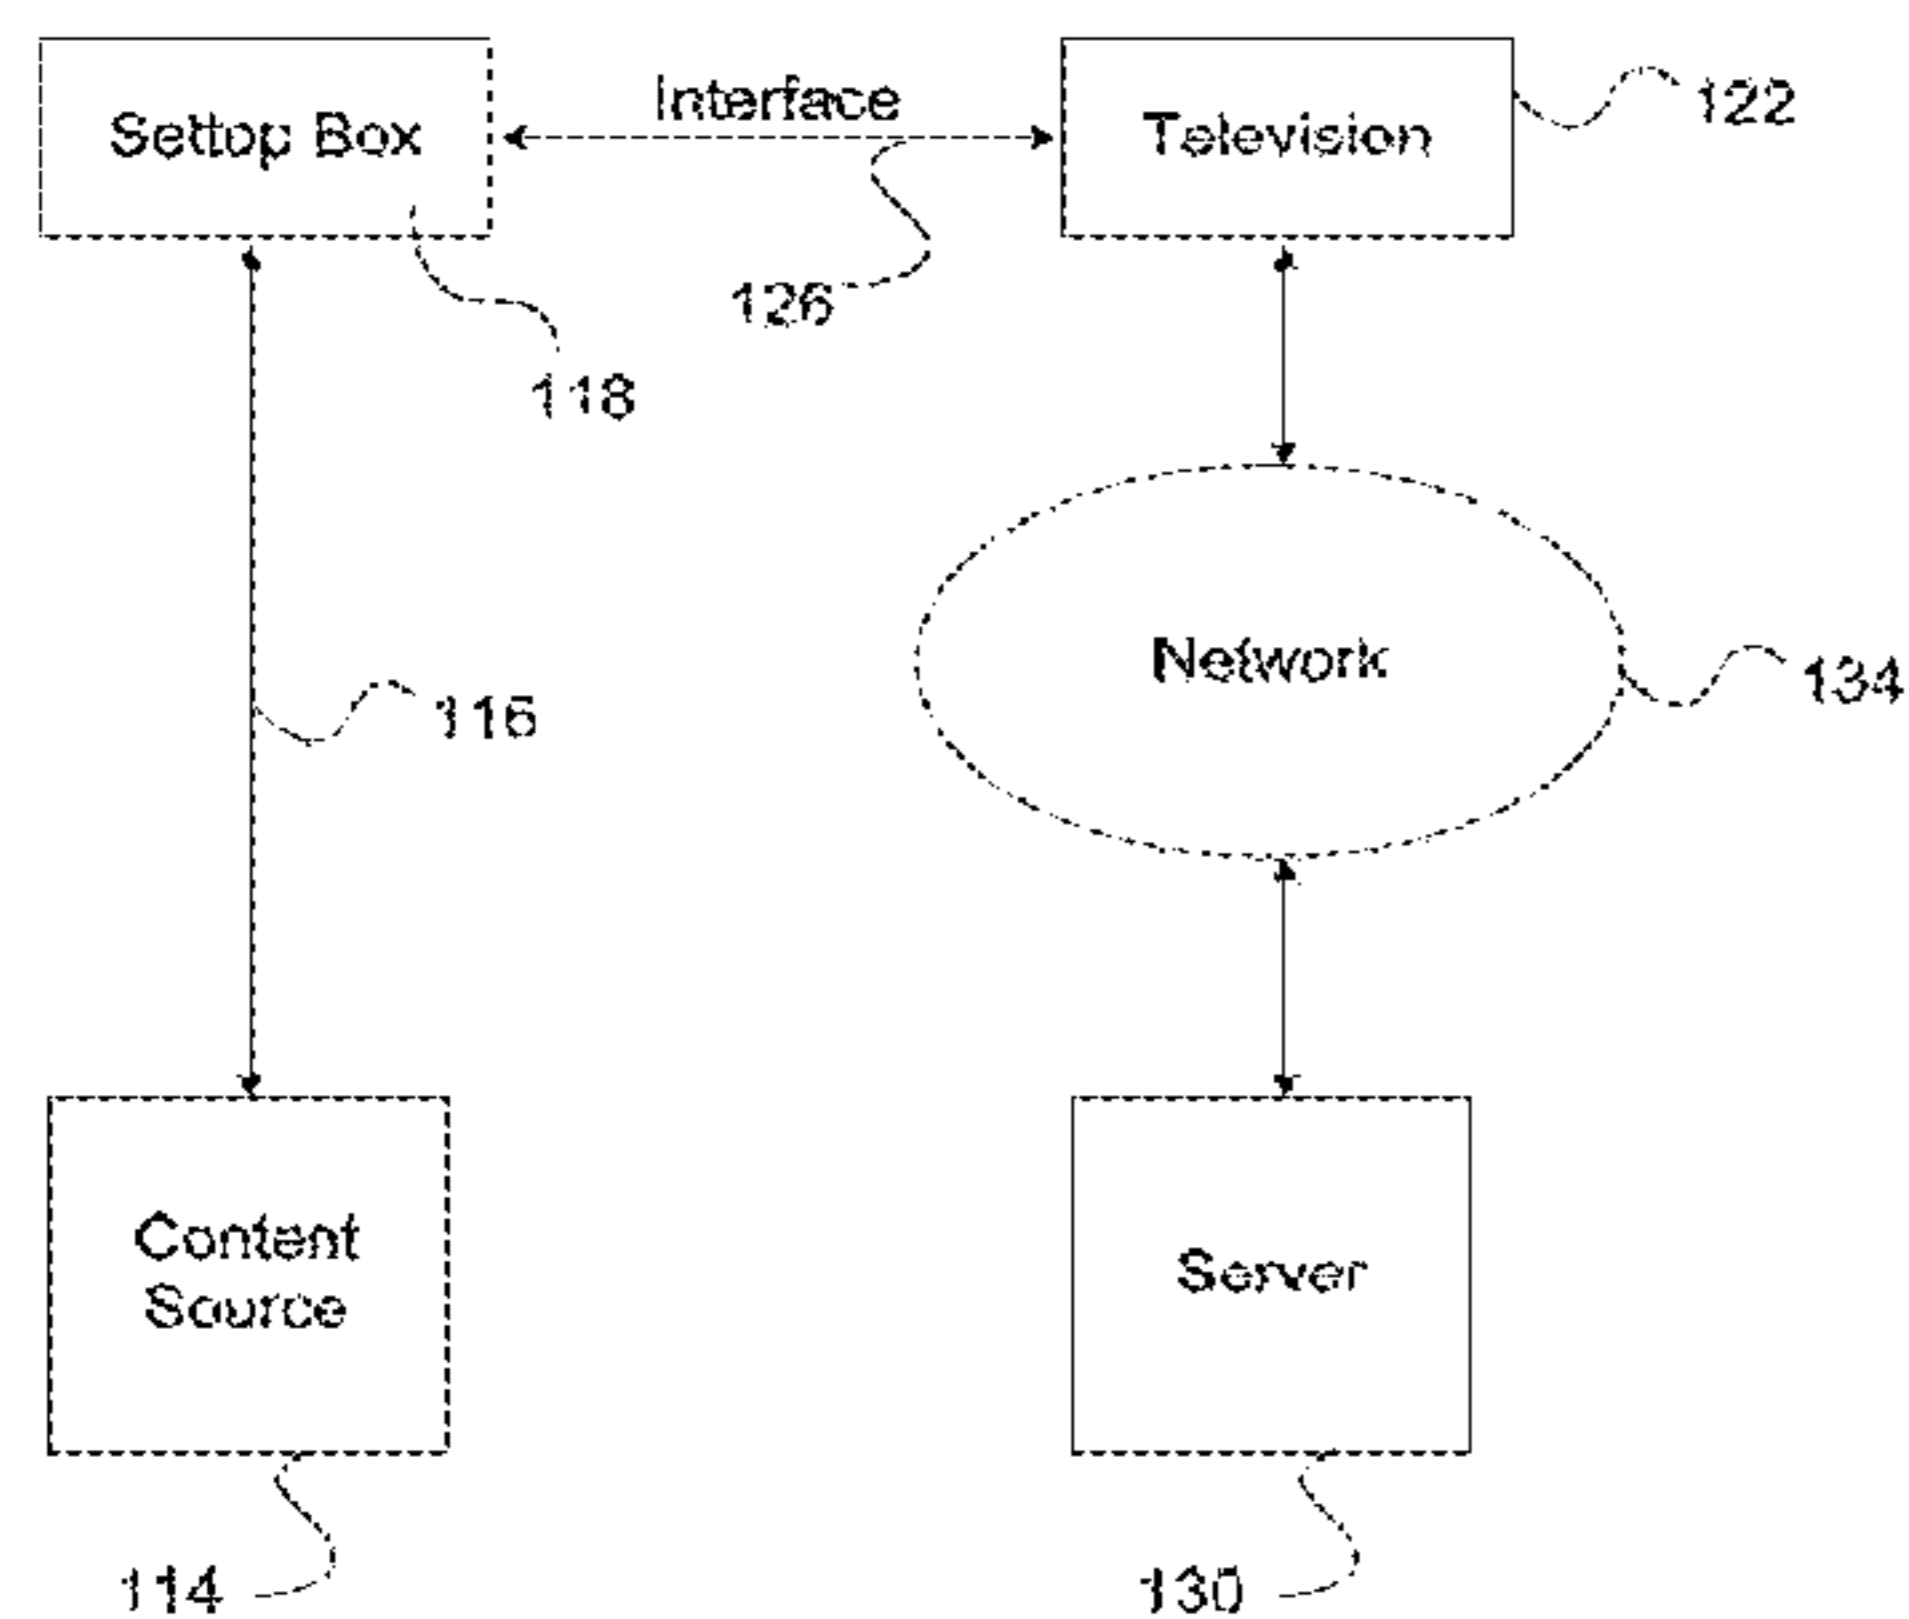 Settop Box
Interface
Television
122
126
118
Network
134
116
Content
Source
Server
114
130